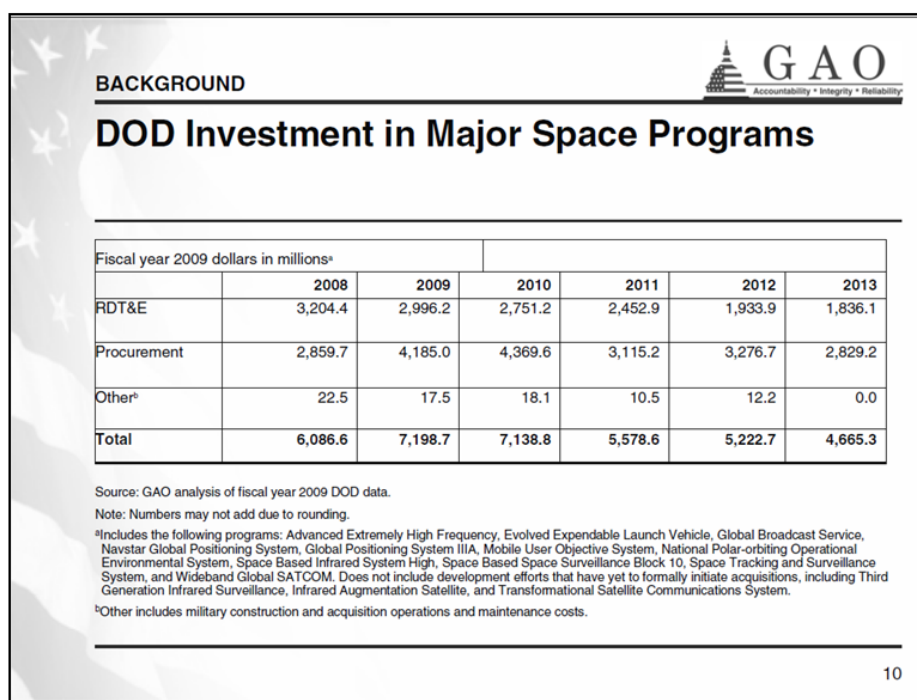 GAO
Accountability * Integrity * Reliability
BACKGROUND
DOD Investment in Major Space Programs
Fiscal year 2009 dollars in millionsᵃ
2008 2009 2010 2011 2012 2013
RDT&E 3,204.4 2,996.2 2,751.2 2,452.9 1,933.9 1,836.1
Procurement 2,859.7 4,185.0 4,369.6 3,115.2 3,276.7 2,829.2
Otherᵇ 22.5 17.5 18.1 10.5 12.2 0.0
Total 6,086.6 7,198.7 7,138.8 5,578.6 5,222.7 4,665.3
Source: GAO analysis of fiscal year 2009 DOD data.
Note: Numbers may not add due to rounding.
ᵃIncludes the following programs: Advanced Extremely High Frequency, Evolved Expendable Launch Vehicle, Global Broadcast Service,
Navstar Global Positioning System, Global Positioning System IIIA, Mobile User Objective System, National Polar-orbiting Operational
Environmental System, Space Based Infrared System High, Space Based Space Surveillance Block 10, Space Tracking and Surveillance
System, and Wideband Global SATCOM. Does not include development efforts that have yet to formally initiate acquisitions, including Third
Generation Infrared Surveillance, Infrared Augmentation Satellite, and Transformational Satellite Communications System.
ᵇOther includes military construction and acquisition operations and maintenance costs.
10